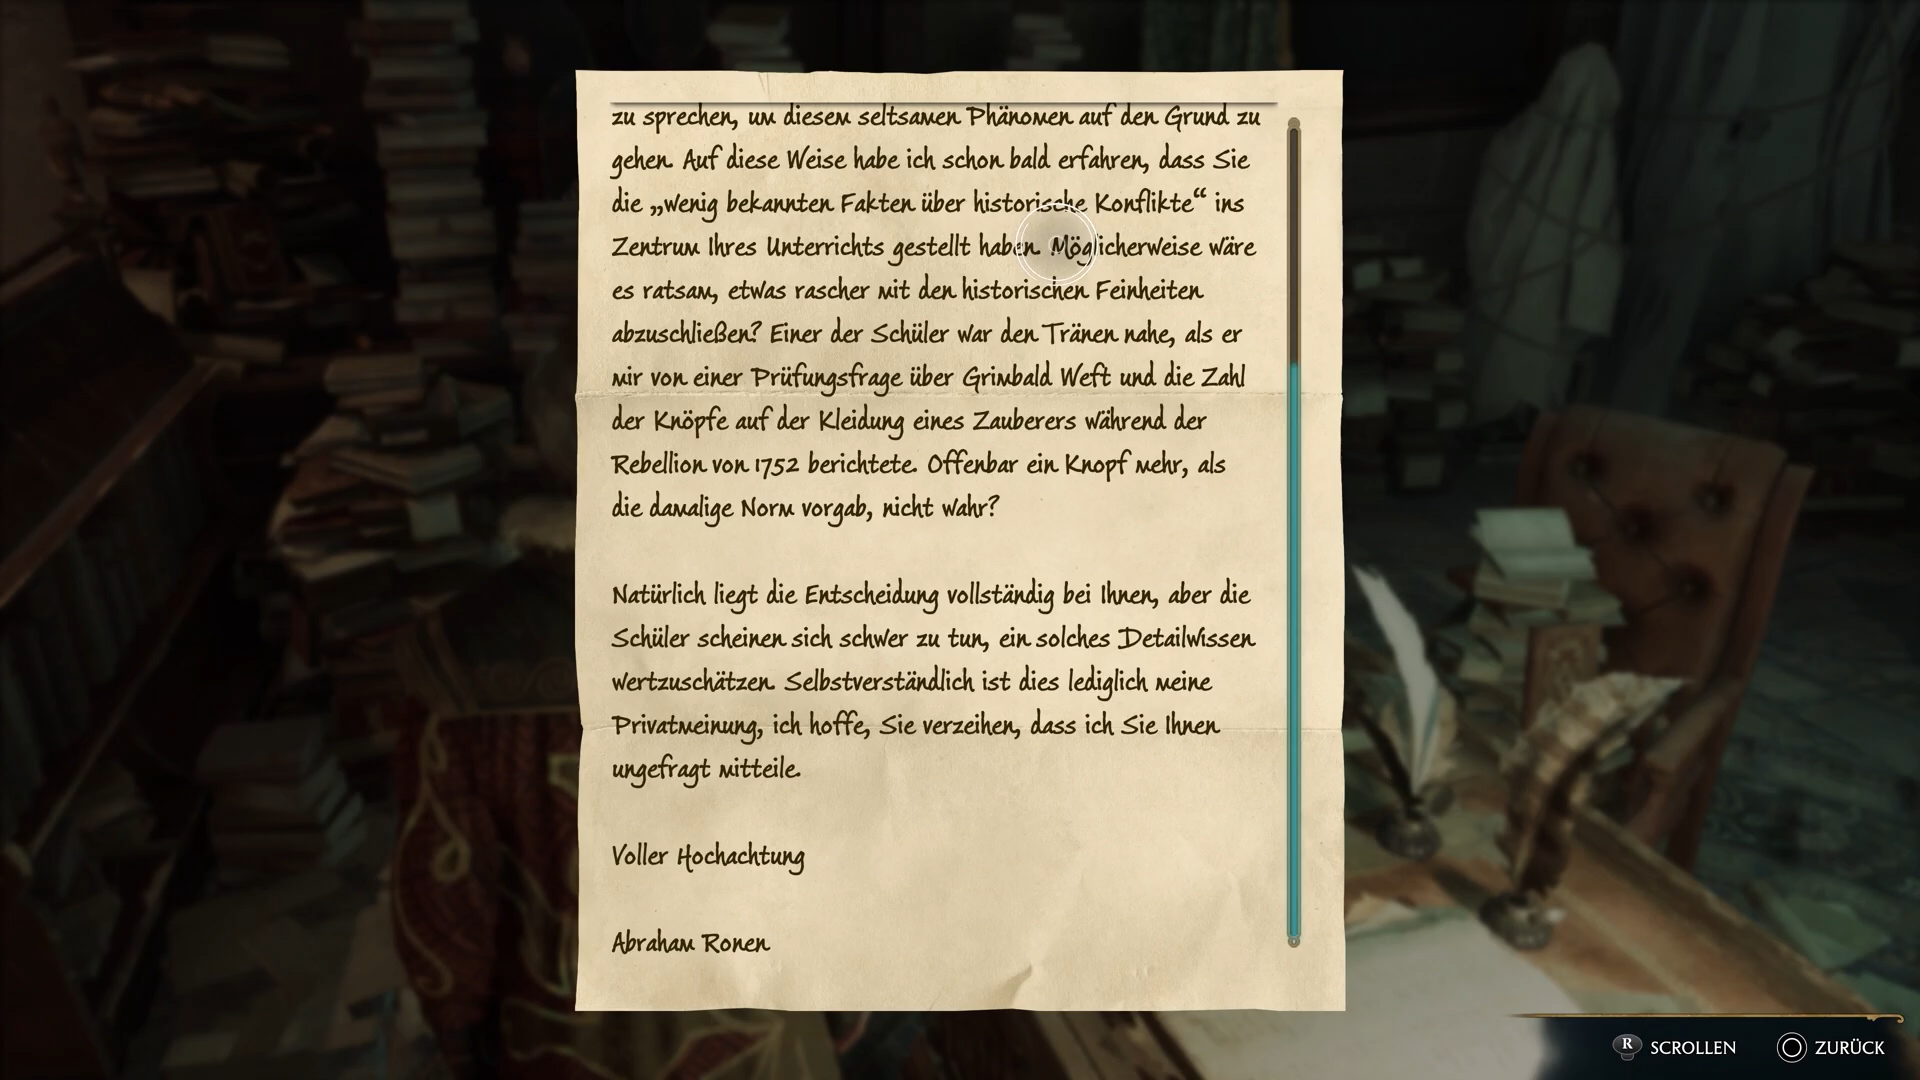 zu sprechen, um diesem seltsamen Phänomen auf den Grund zu
gehen. Auf diese Weise habe ich schon bald erfahren, dass Sie
die „wenig bekannten Fakten über historische Konflikte“ ins
Zentrum Ihres Unterrichts gestellt haben. Möglicherweise wäre
es ratsam, etwas rascher mit den historischen Feinheiten
abzuschließen? Einer der Schüler war den Tränen nahe, als er
mir von einer Prüfungsfrage über Grimbald Weft und die Zahl
der Knöpfe auf der Kleidung eines Zauberers während der
Rebellion von 1752 berichtete. Offenbar ein Knopf mehr, als
die damalige Norm vorgab, nicht wahr?
Natürlich liegt die Entscheidung vollständig bei Ihnen, aber die
Schüler scheinen sich schwer zu tun, ein solches Detailwissen
wertzuschätzen. Selbstverständlich ist dies lediglich meine
Privatmeinung, ich hoffe, Sie verzeihen, dass ich Sie Ihnen
ungefragt mitteile.
Voller Hochachtung
Abraham Ronen
R SCROLLEN ZURÜCK